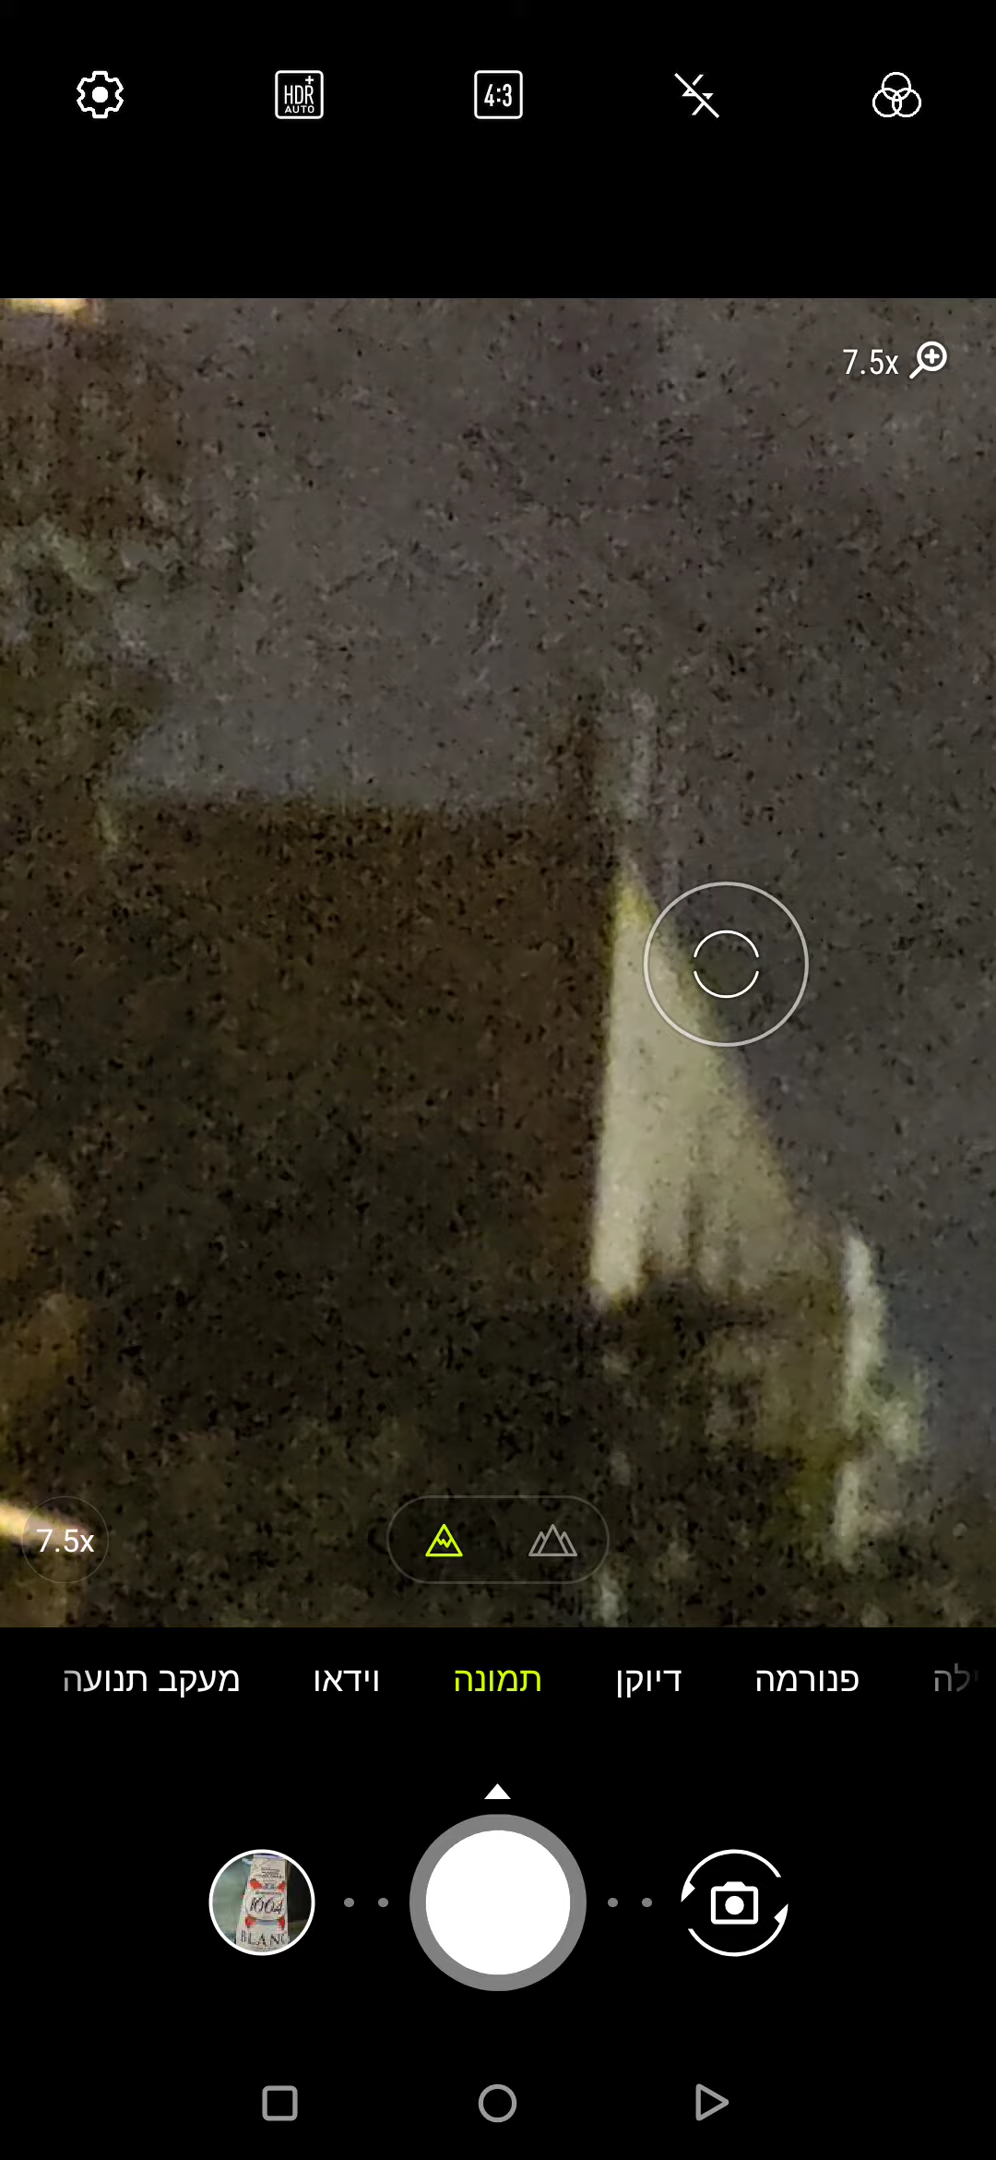 HDR+
AUTO
4:3
7.5x
7.5x
מעקב תנועה
וידאו
תמונה
דיוקן
פנורמה
1664
BLANC